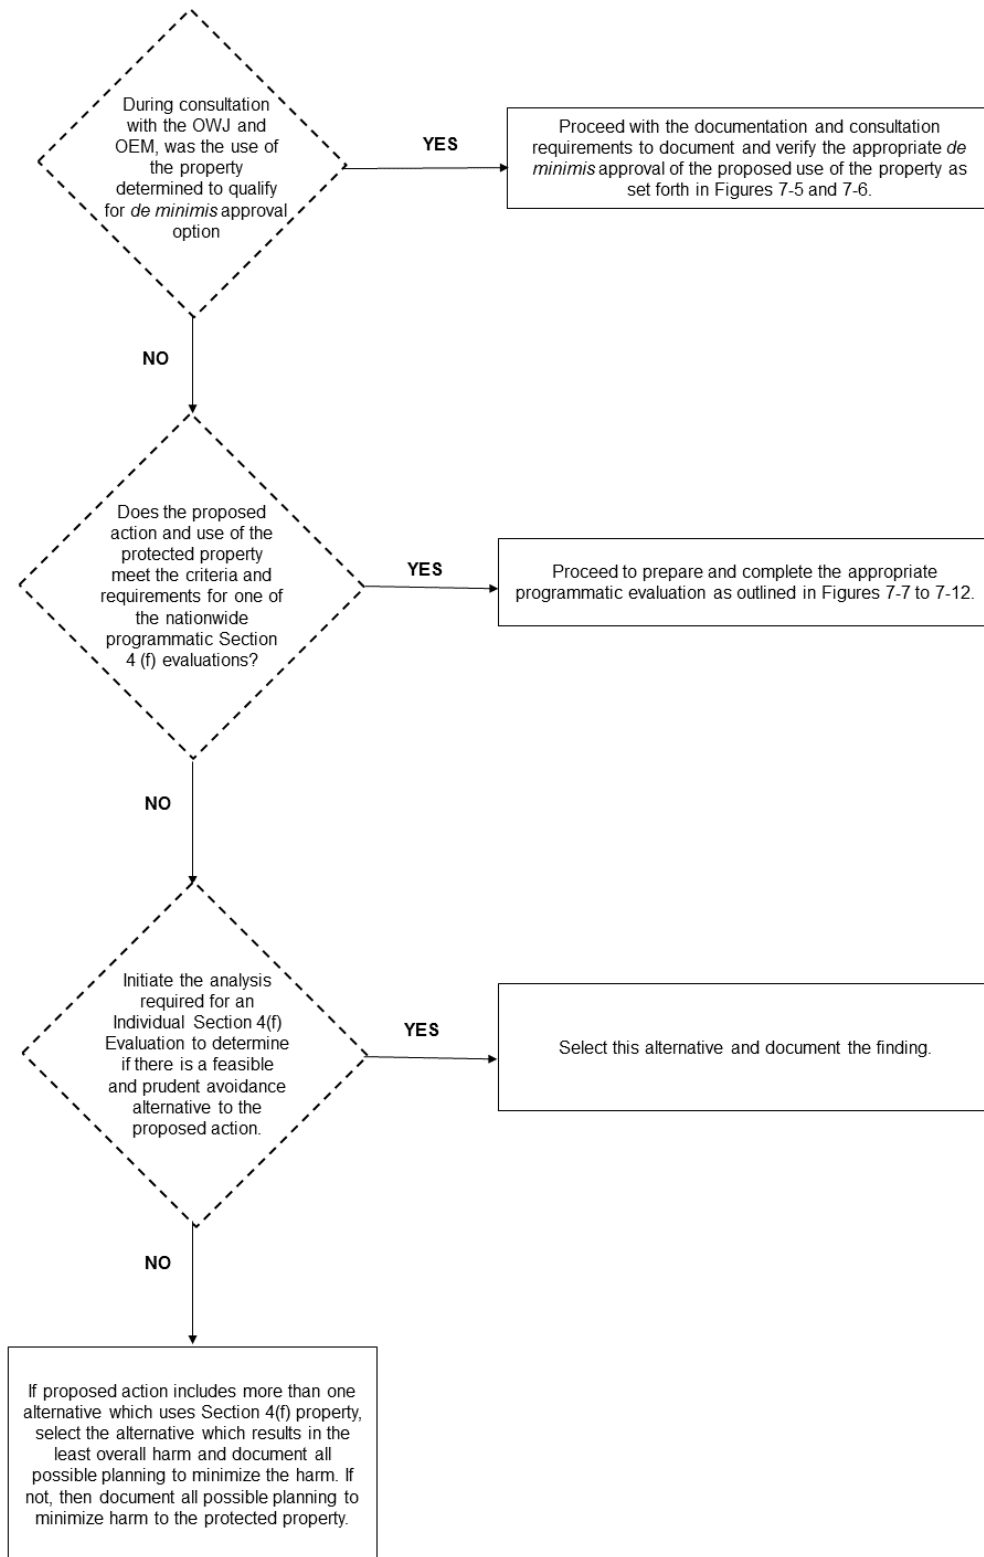 During consultation
with the OWJ and
OEM, was the use of
the property
determined to qualify
for de minimis approval
option
YES
Proceed with the documentation and consultation
requirements to document and verify the appropriate de
minimis approval of the proposed use of the property as
set forth in Figures 7-5 and 7-6.
NO
Does the proposed
action and use of the
protected property
meet the criteria and
requirements for one of
the nationwide
programmatic Section
4 (f) evaluations?
YES
Proceed to prepare and complete the appropriate
programmatic evaluation as outlined in Figures 7-7 to 7-12.
NO
Initiate the analysis
required for an
Individual Section 4(f)
Evaluation to determine
if there is a feasible
and prudent avoidance
alternative to the
proposed action.
YES
Select this alternative and document the finding.
NO
If proposed action includes more than one
alternative which uses Section 4(f) property,
select the alternative which results in the
least overall harm and document all
possible planning to minimize the harm. If
not, then document all possible planning to
minimize harm to the protected property.